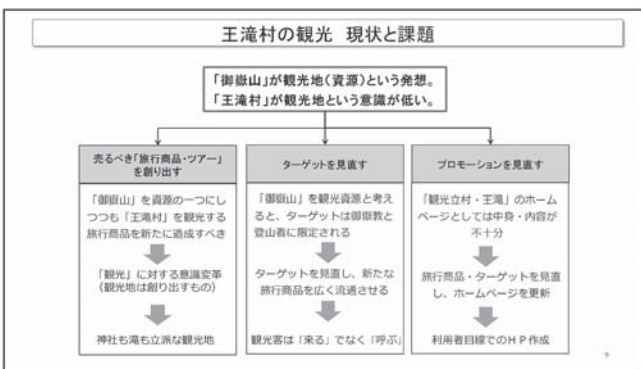 王滝村の観光 現状と課題
「御嶽山」が観光地(資源)という発想。
「王滝村」が観光地という意識が低い。
売るべき「旅行商品・ツアー」
を創り出す
「御嶽山」を資源の一つにし
つつも「王滝村」を観光する
旅行商品を新たに造成すべき
「観光」に対する意識変革
(観光地は創り出すもの)
神社も滝も立派な観光地
ターゲットを見直す
「御嶽山」を観光資源と考え
ると、ターゲットは御嶽教と
登山者に限定される
ターゲットを見直し、新たな
旅行商品を広く流通させる
観光客は「来る」でなく「呼ぶ」
プロモーションを見直す
「観光立村・王滝」のホーム
ページとしては中身・内容が
不十分
旅行商品・ターゲットを見直
し、ホームページを更新
利用者目線でのHP作成
9